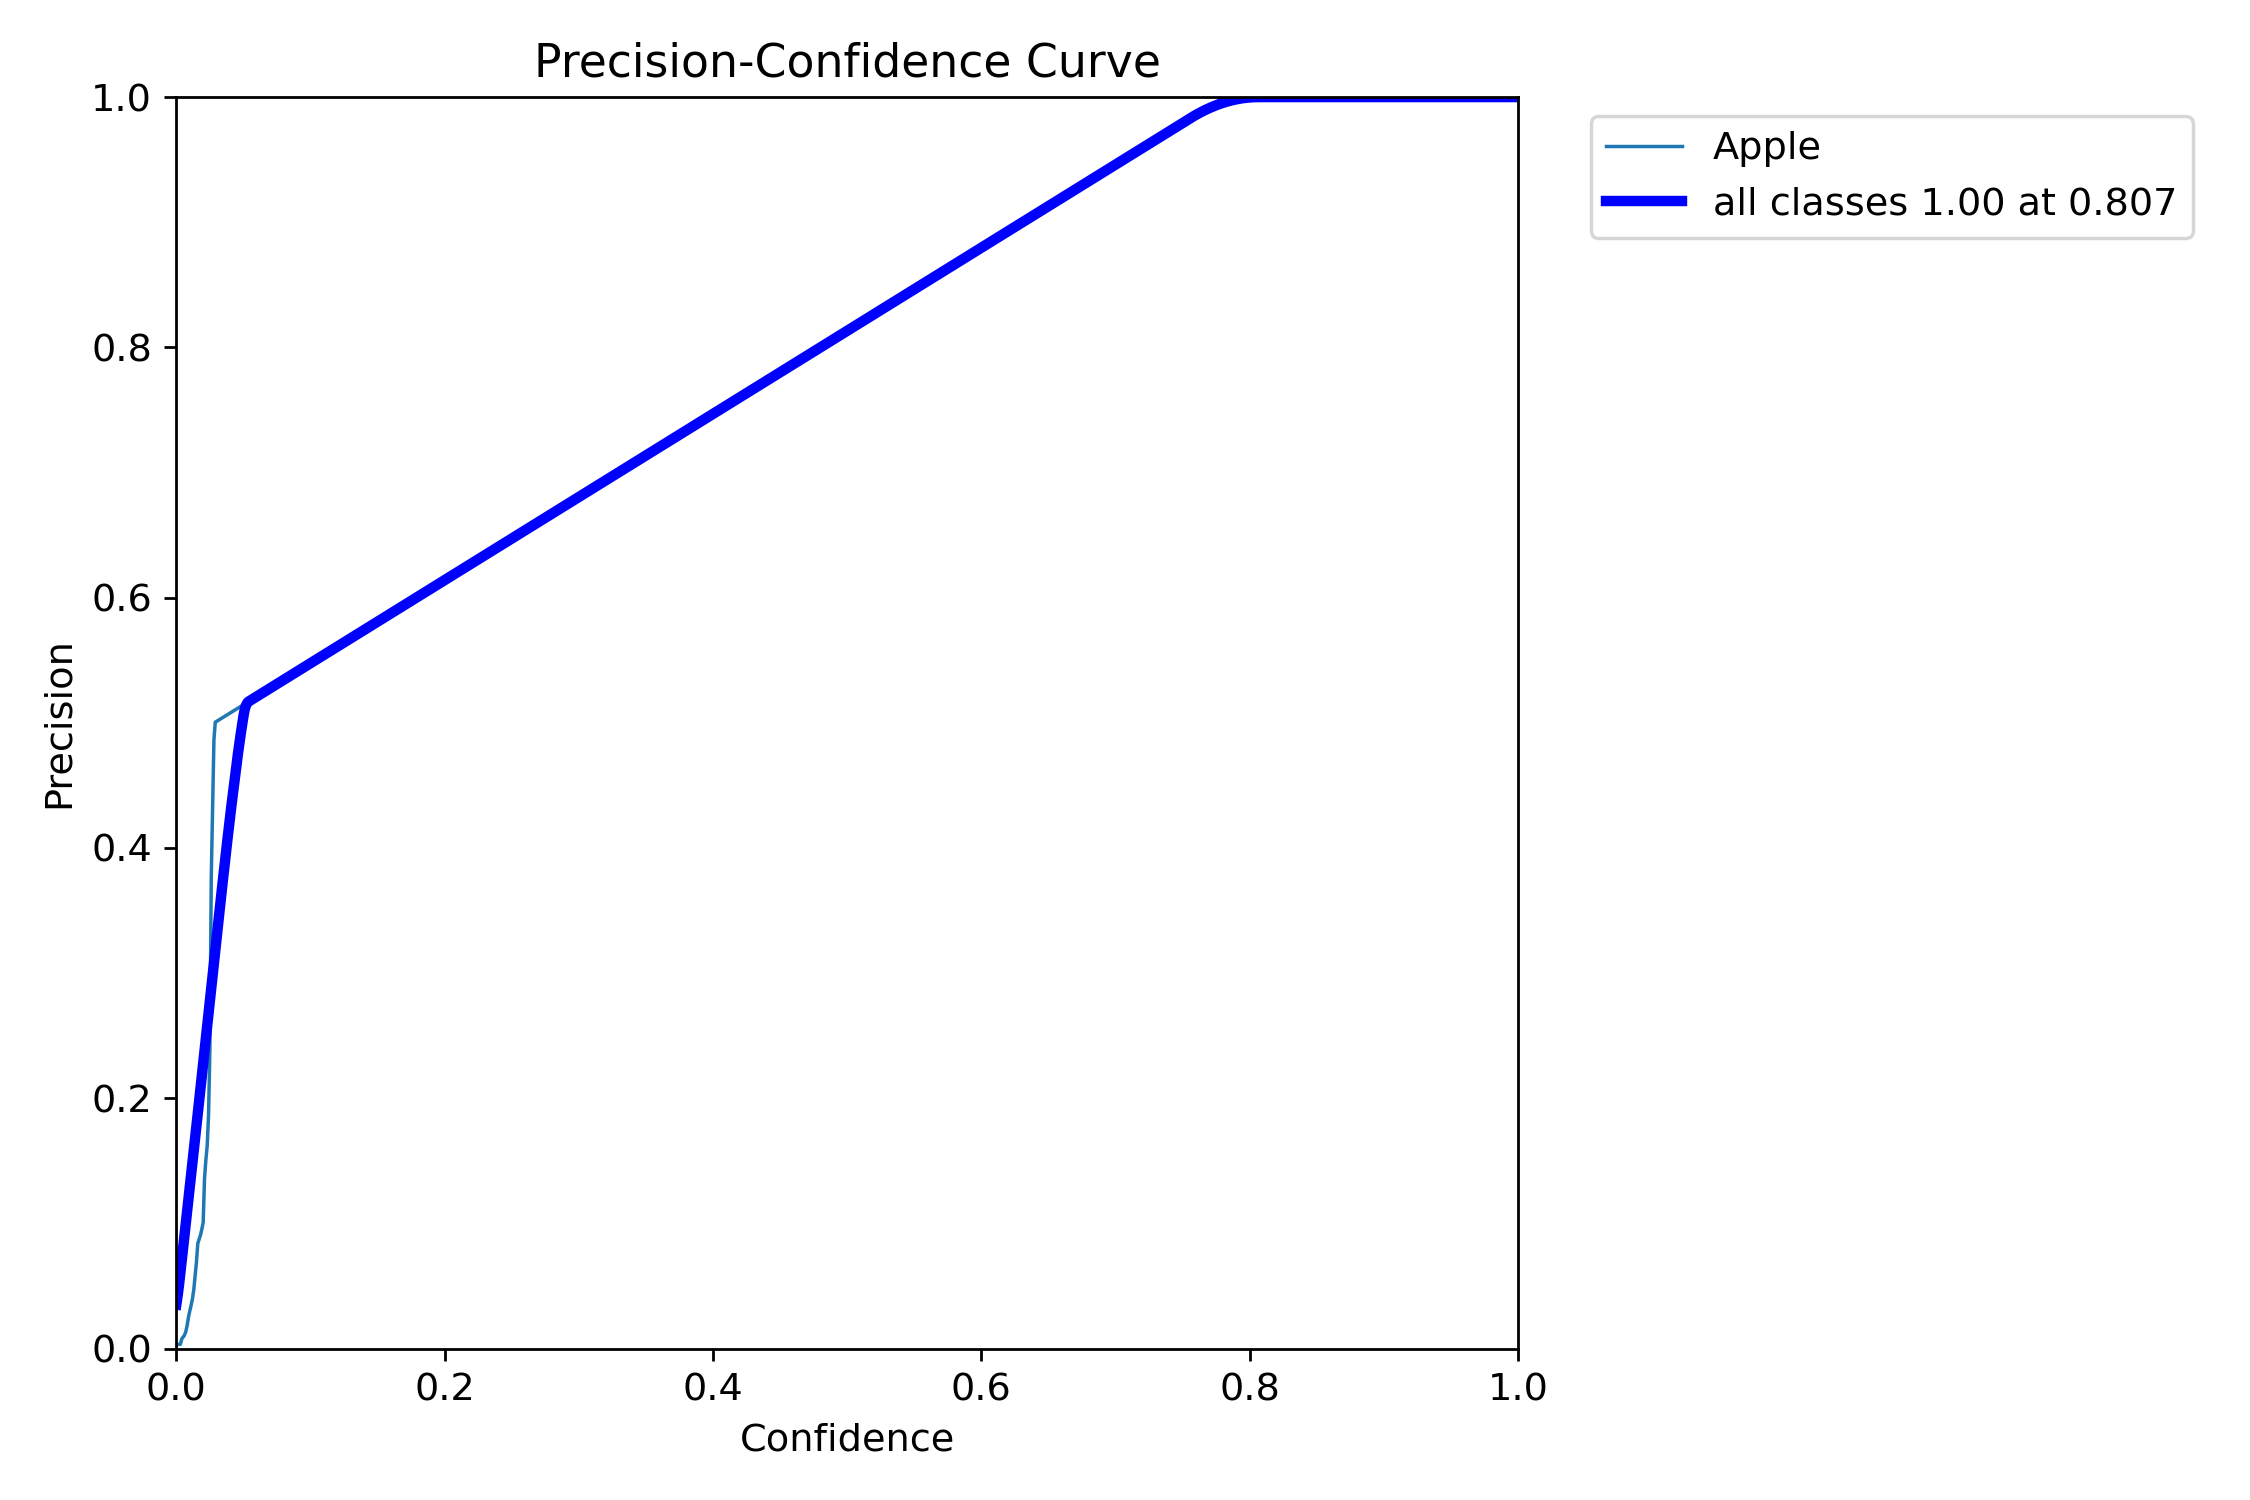 Precision-Confidence Curve
1.0
0.8
0.6
0.4
0.2
0.0
Precision
0.0 0.2 0.4 0.6 0.8 1.0
Confidence
Apple
all classes 1.00 at 0.807